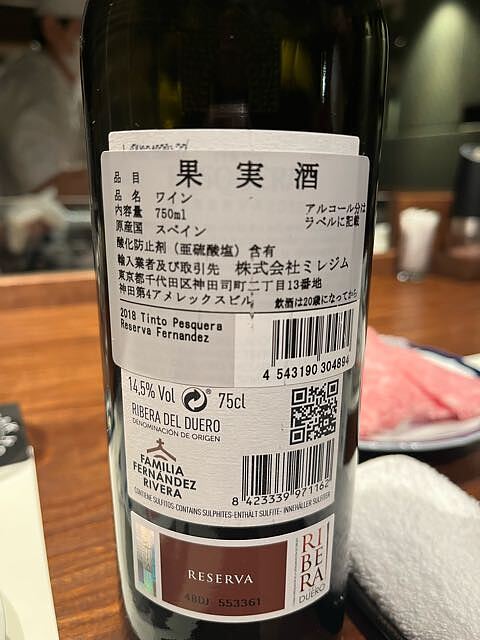 品目 果実酒
品名 ワイン
内容量 750ml
アルコール分は
ラベルに記載
原産国 スペイン
酸化防止剤（亜硫酸塩）含有
輸入業者及び取引先 株式会社ミレジム
東京都千代田区神田司町二丁目13番地
神田第4アメレックスビル 飲酒は20歳になってから
2018 Tinto Pesquera
Reserva Fernandez
4 543190 304894
14,5% Vol 75cl
RIBERA DEL DUERO
DENOMINACIÓN DE ORIGEN
FAMILIA
FERNÁNDEZ
RIVERA
8 423339 971162
CONTIENE SULFITOS-CONTAINS SULPHITES-ENTHÄLT SULFITE- INNEHÅLLER SULFITER
RESERVA
48DJ 553361
RI
BE
RA
DUERO